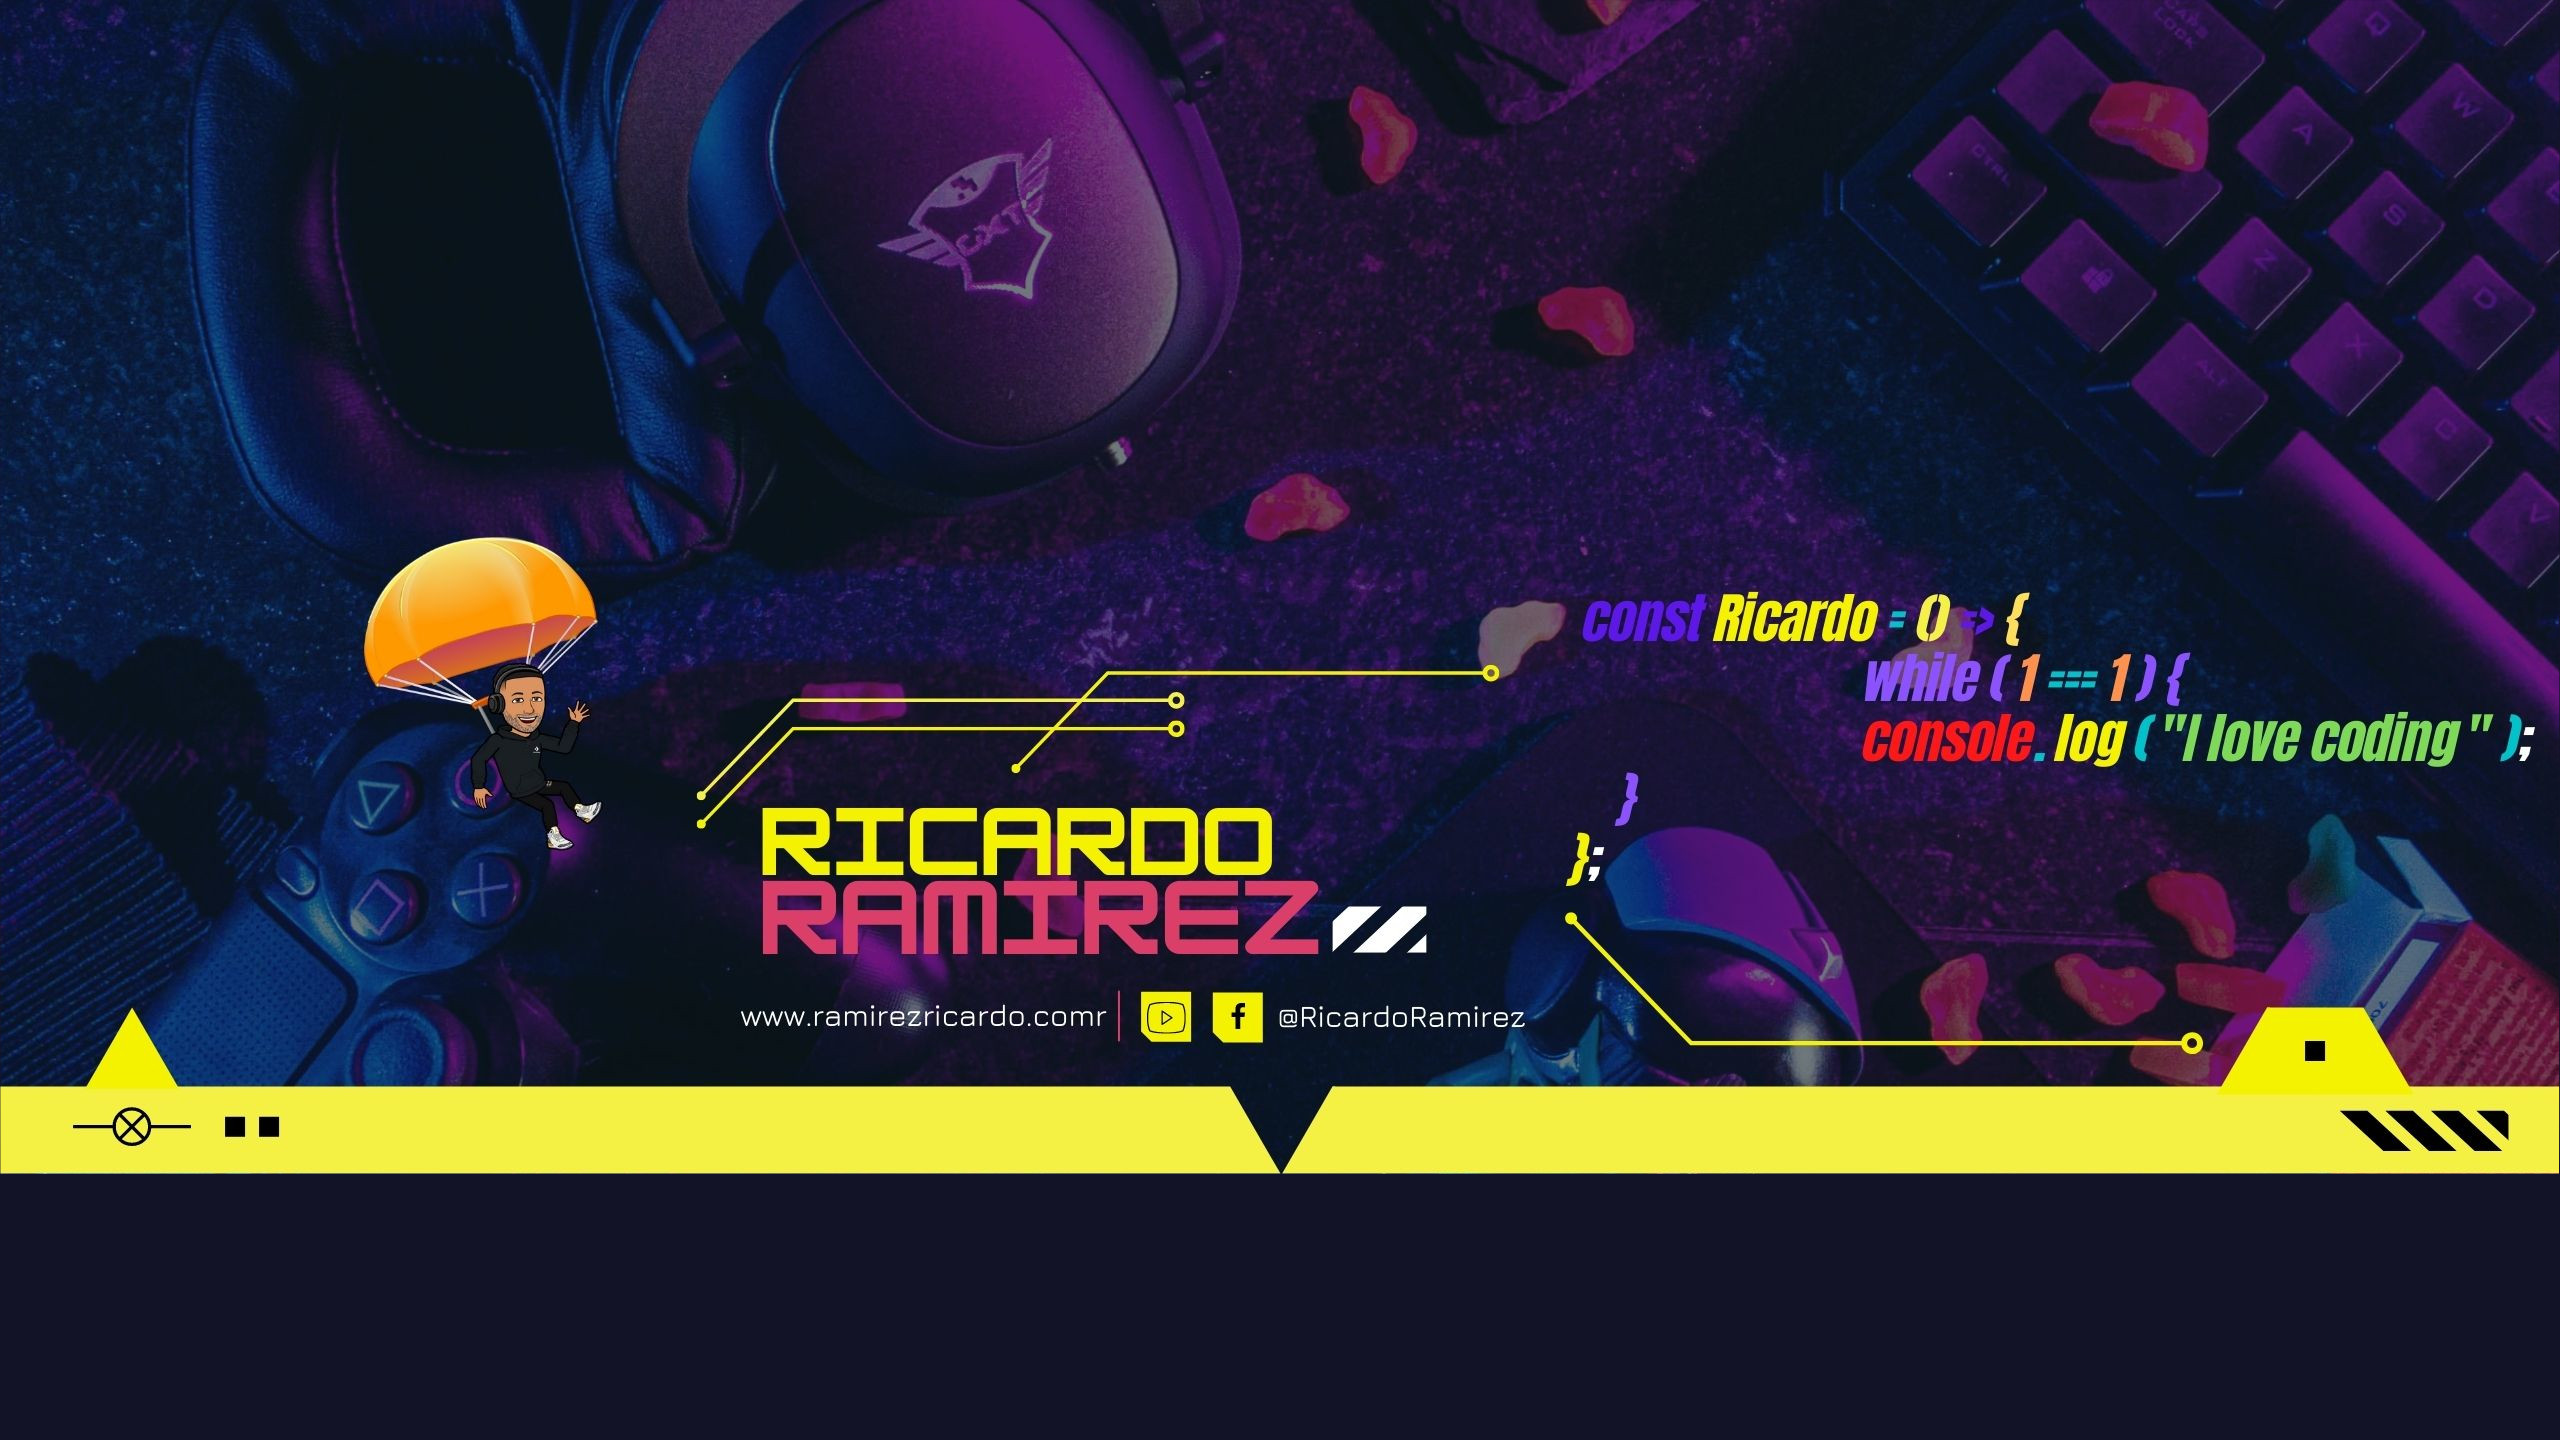 GXT
CAPS LOCK
Q
W
A
CTRL
S
Z
D
X
ALT
C
V
const Ricardo = () => {
while ( 1 === 1 ) {
console. log ( "I love coding " );
}
};
RICARDO
RAMIREZ
www.ramirezricardo.comr
@RicardoRamirez